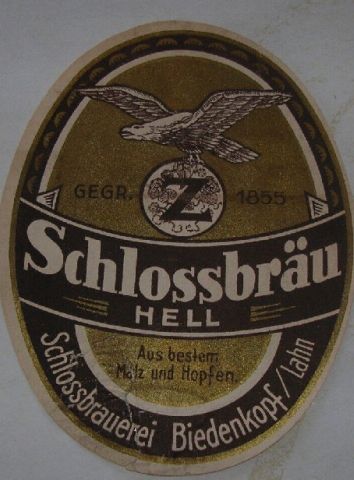 GEGR. Z 1855
Schlossbräu
HELL
Aus bestem
Malz und Hopfen.
Schlossbrauerei Biedenkopf/Lahn